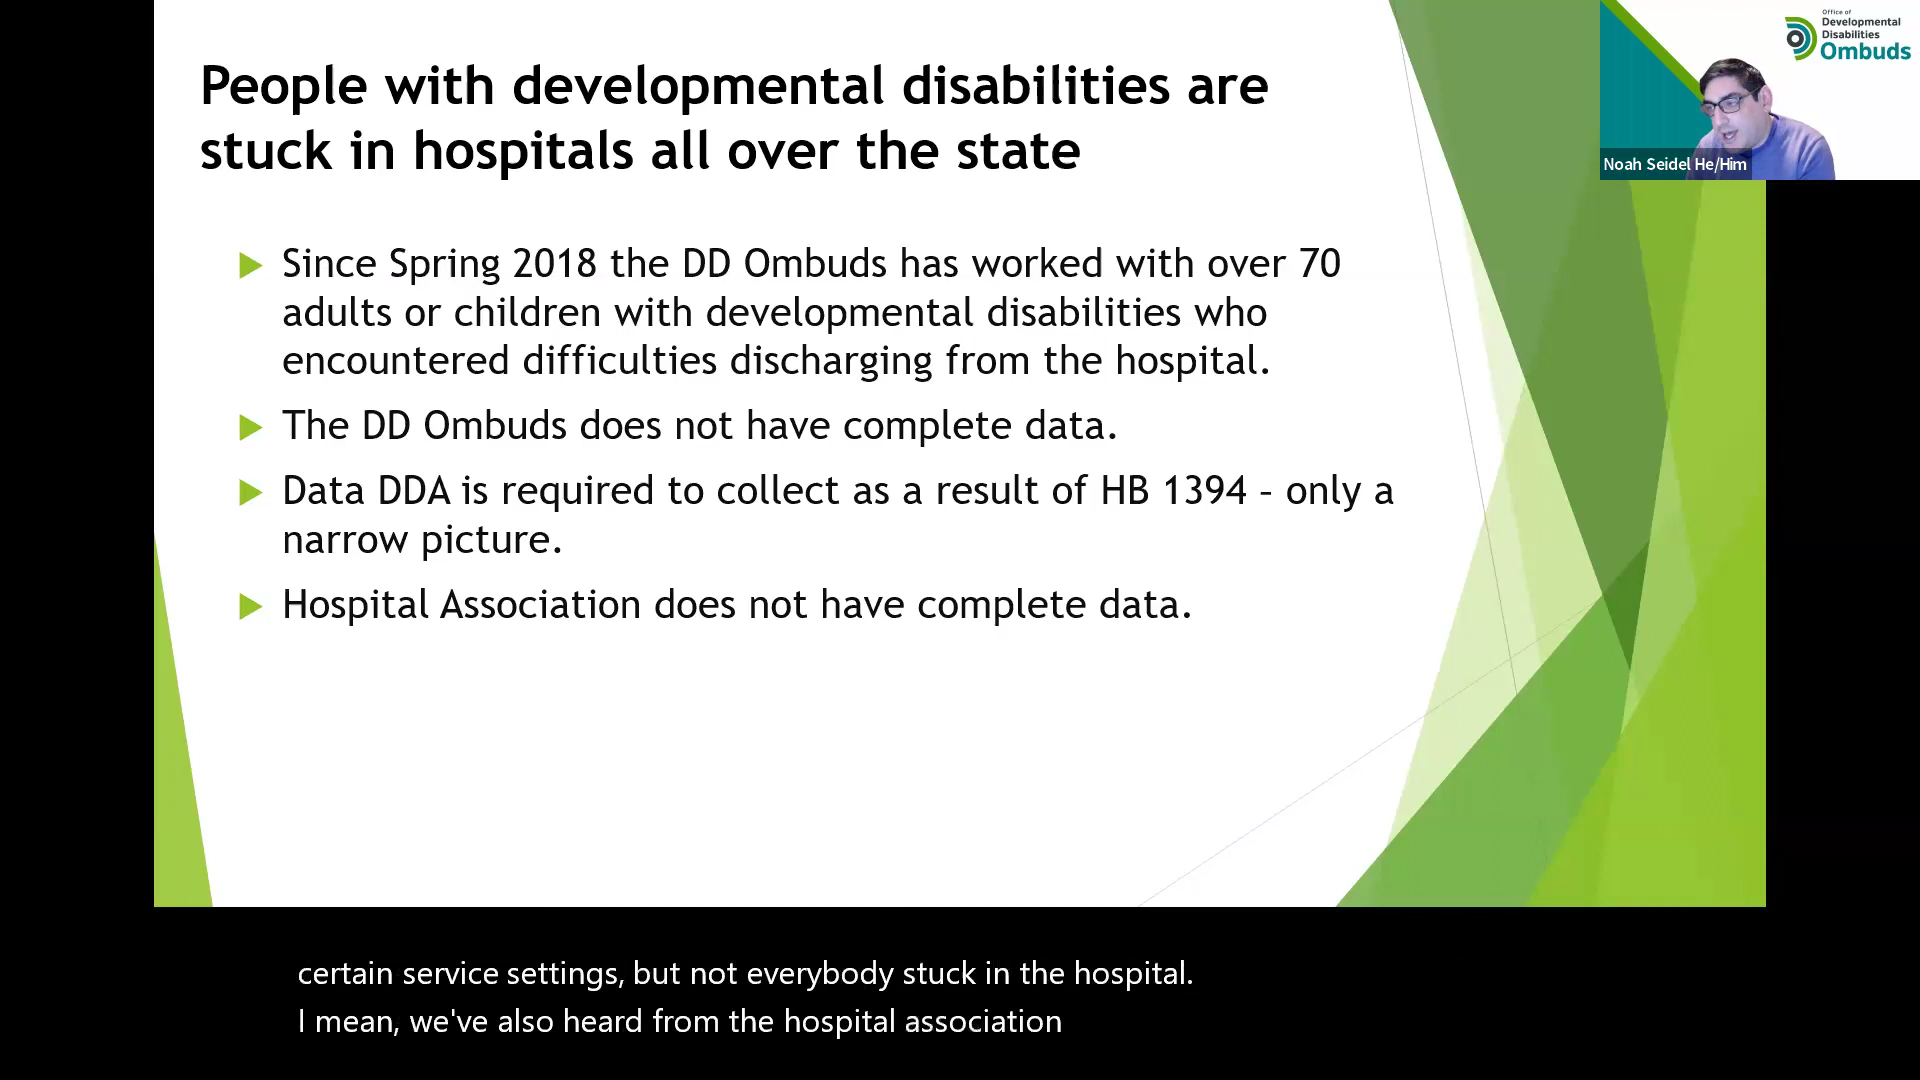 People with developmental disabilities are
stuck in hospitals all over the state
Since Spring 2018 the DD Ombuds has worked with over 70
adults or children with developmental disabilities who
encountered difficulties discharging from the hospital.
The DD Ombuds does not have complete data.
Data DDA is required to collect as a result of HB 1394 – only a
narrow picture.
Hospital Association does not have complete data.
Office of
Developmental
Disabilities
Ombuds
Noah Seidel He/Him
certain service settings, but not everybody stuck in the hospital.
I mean, we've also heard from the hospital association